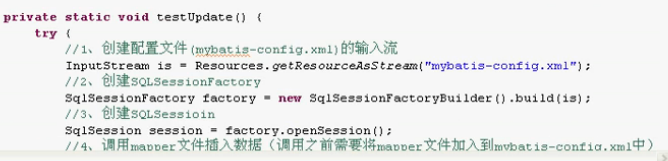 private static void testUpdate() {
try {
//1、创建配置文件(mybatis-config.xml)的输入流
InputStream is = Resources.getResourceAsStream("mybatis-config.xml");
//2、创建SQLSessionFactory
SqlSessionFactory factory = new SqlSessionFactoryBuilder().build(is);
//3、创建SQLSessioin
SqlSession session = factory.openSession();
//4、调用mapper文件插入数据(调用之前需要将mapper文件加入到mybatis-config.xml中)